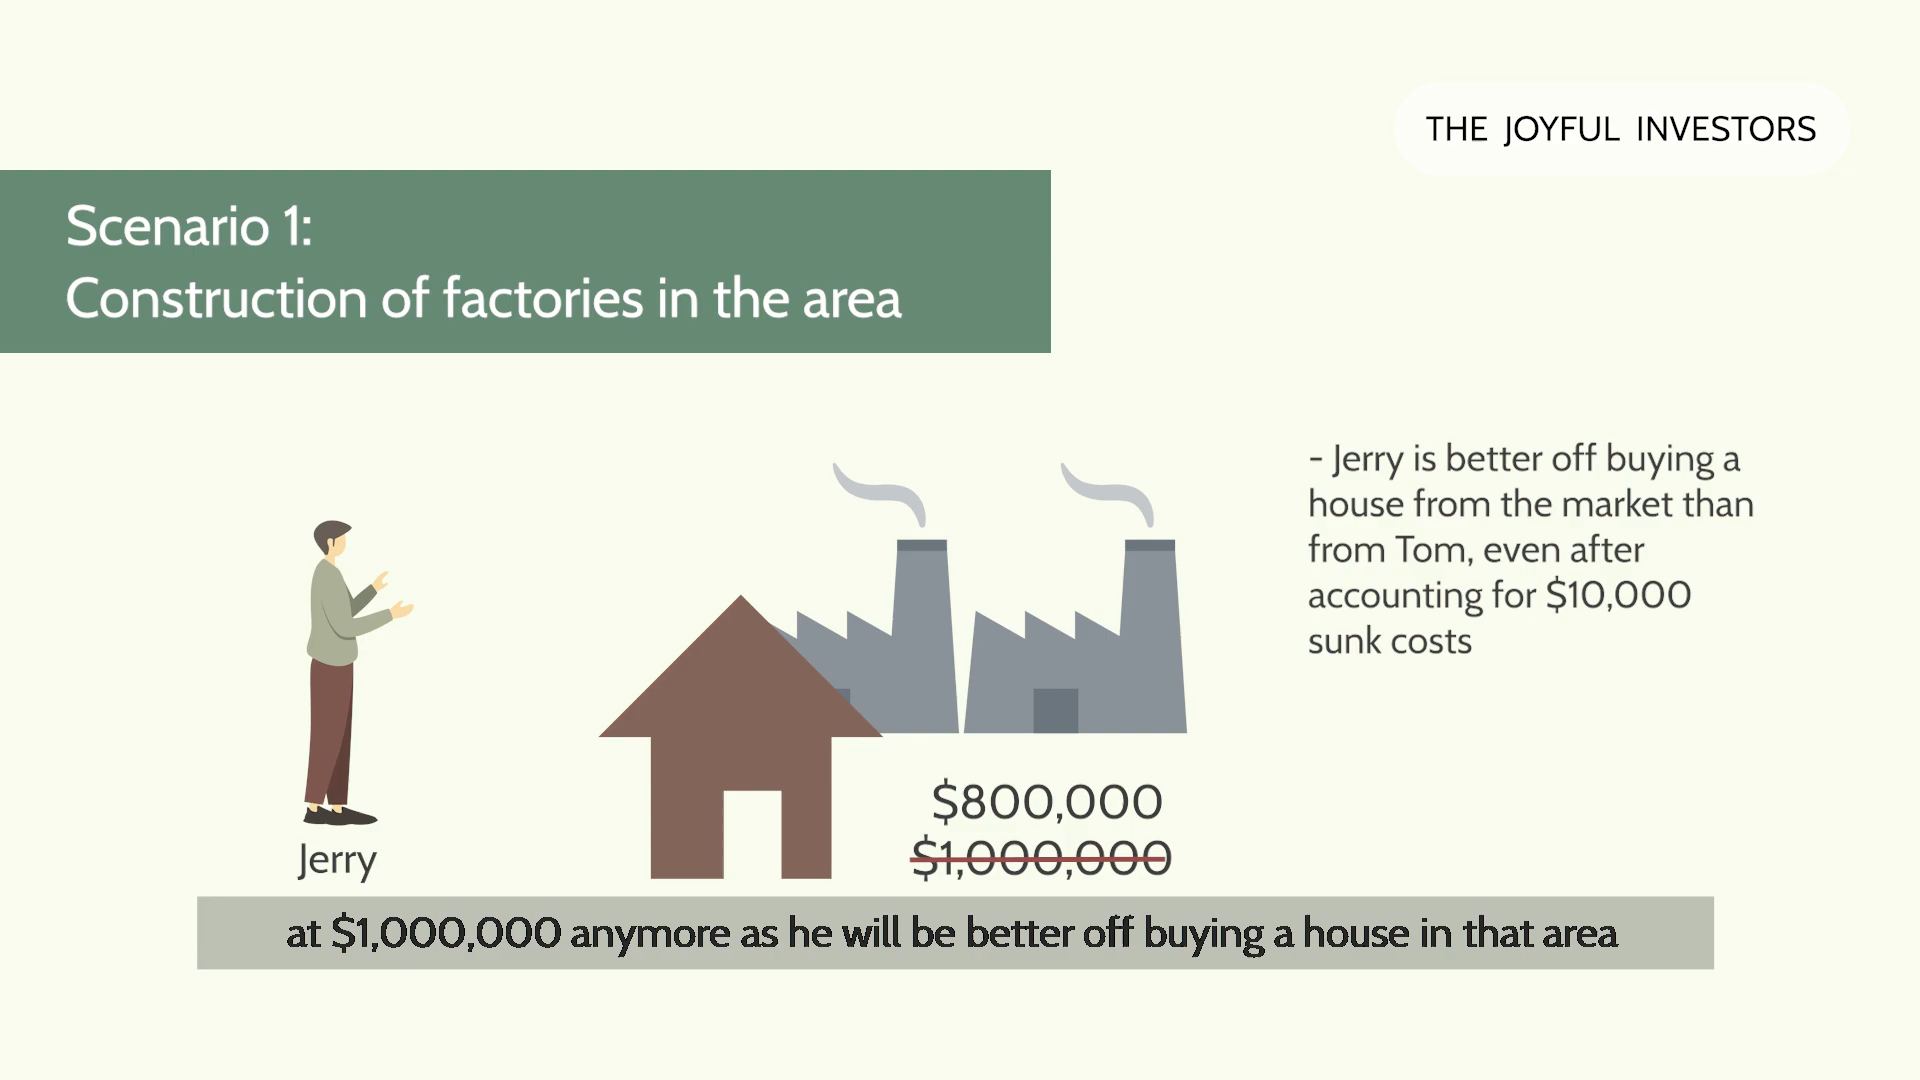 THE JOYFUL INVESTORS
Scenario 1:
Construction of factories in the area
- Jerry is better off buying a
house from the market than
from Tom, even after
accounting for $10,000
sunk costs
$800,000
$1,000,000
Jerry
at $1,000,000 anymore as he will be better off buying a house in that area